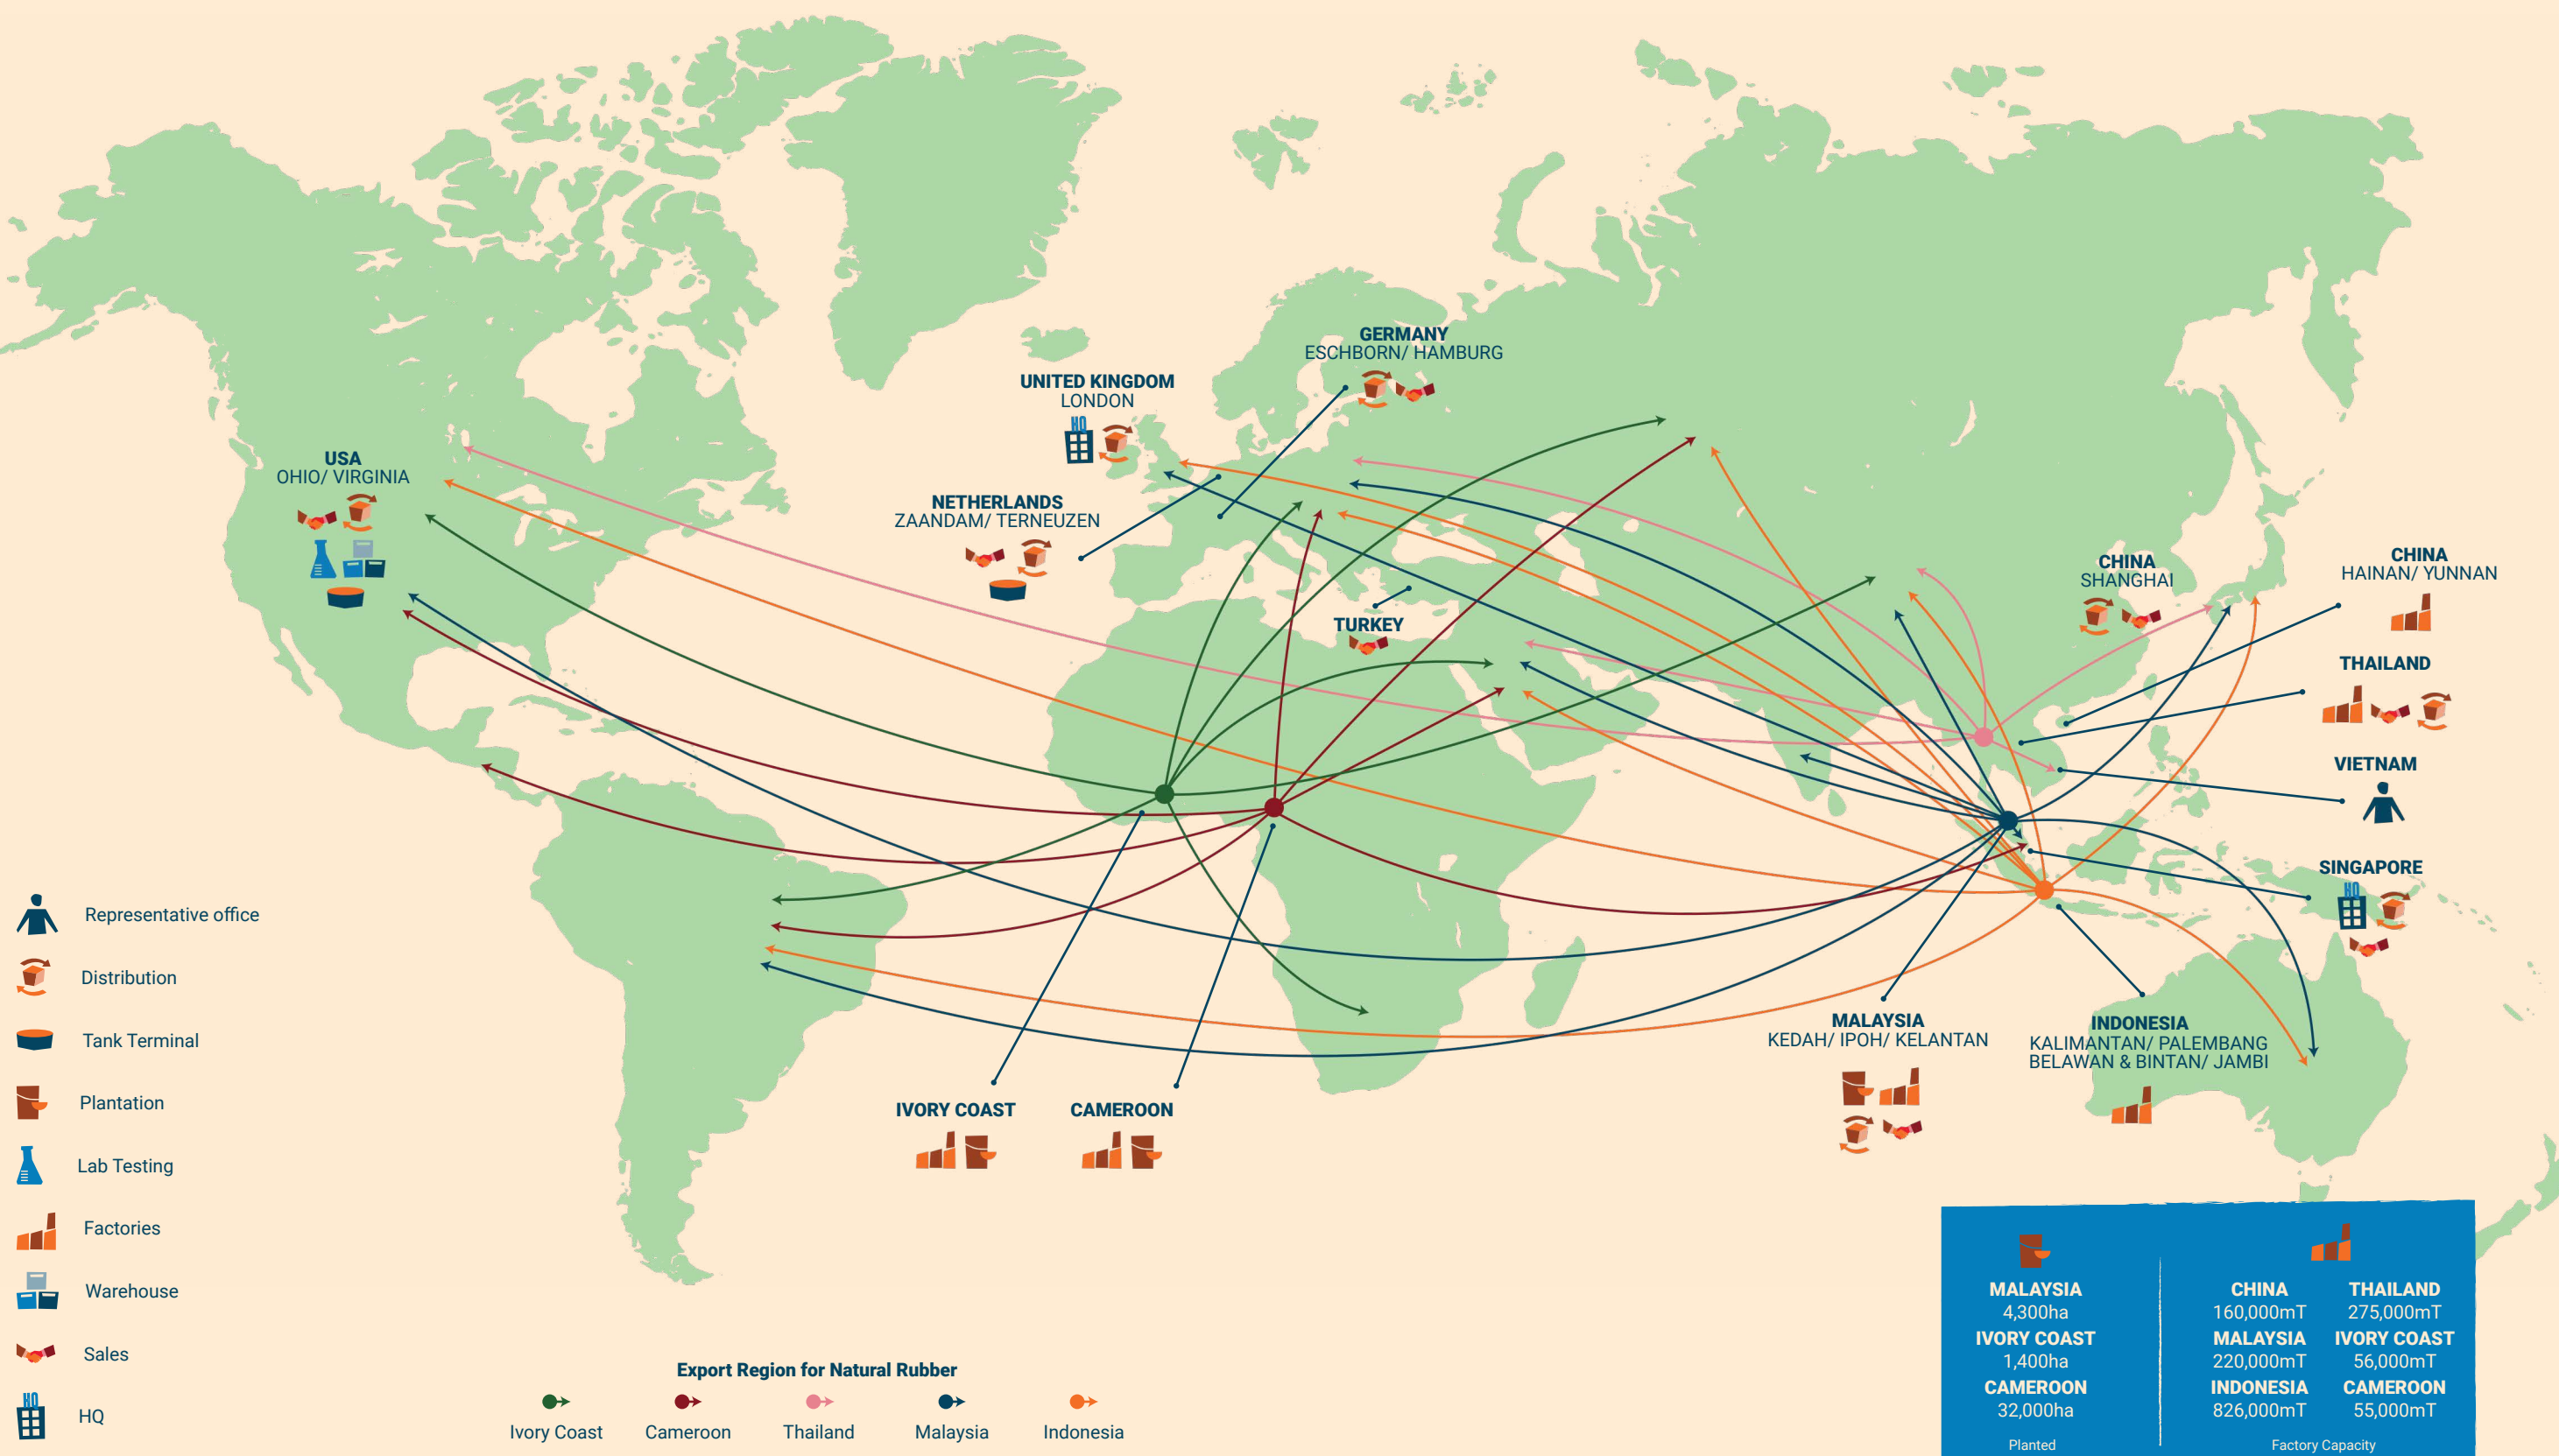 GERMANY
ESCHBORN/ HAMBURG
UNITED KINGDOM
LONDON
HQ
USA
OHIO/ VIRGINIA
NETHERLANDS
ZAANDAM/ TERNEUZEN
TURKEY
CHINA
SHANGHAI
CHINA
HAINAN/ YUNNAN
THAILAND
VIETNAM
SINGAPORE
HQ
MALAYSIA
KEDAH/ IPOH/ KELANTAN
INDONESIA
KALIMANTAN/ PALEMBANG
BELAWAN & BINTAN/ JAMBI
IVORY COAST
CAMEROON
Representative office
Distribution
Tank Terminal
Plantation
Lab Testing
Factories
Warehouse
Sales
HQ
HQ
Export Region for Natural Rubber
Ivory Coast
Cameroon
Thailand
Malaysia
Indonesia
MALAYSIA
4,300ha
IVORY COAST
1,400ha
CAMEROON
32,000ha
Planted
CHINA
160,000mT
MALAYSIA
220,000mT
INDONESIA
826,000mT
THAILAND
275,000mT
IVORY COAST
56,000mT
CAMEROON
55,000mT
Factory Capacity